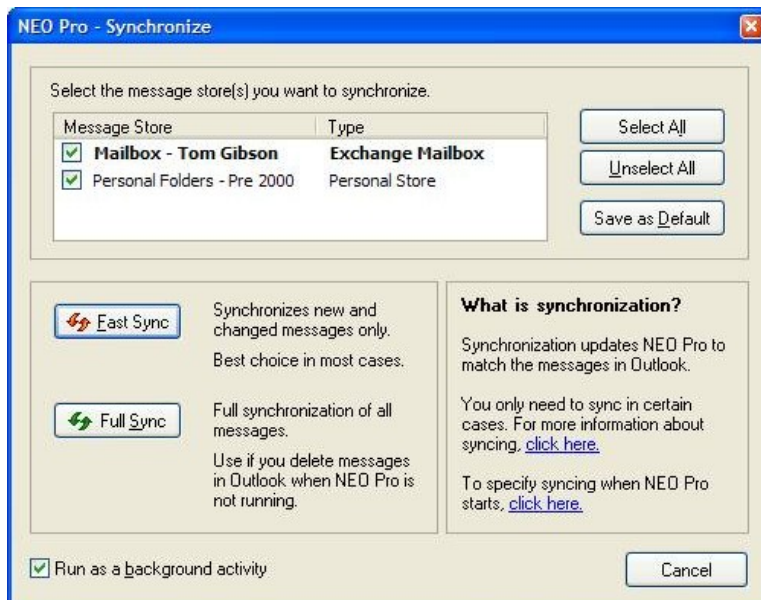 NEO Pro - Synchronize
Select the message store(s) you want to synchronize.
Message Store Type
Mailbox - Tom Gibson Exchange Mailbox
Personal Folders - Pre 2000 Personal Store
Select All
Unselect All
Save as Default
Fast Sync
Synchronizes new and
changed messages only.
Best choice in most cases.
Full Sync
Full synchronization of all
messages.
Use if you delete messages
in Outlook when NEO Pro is
not running.
What is synchronization?
Synchronization updates NEO Pro to
match the messages in Outlook.
You only need to sync in certain
cases. For more information about
syncing, click here.
To specify syncing when NEO Pro
starts, click here.
Run as a background activity
Cancel